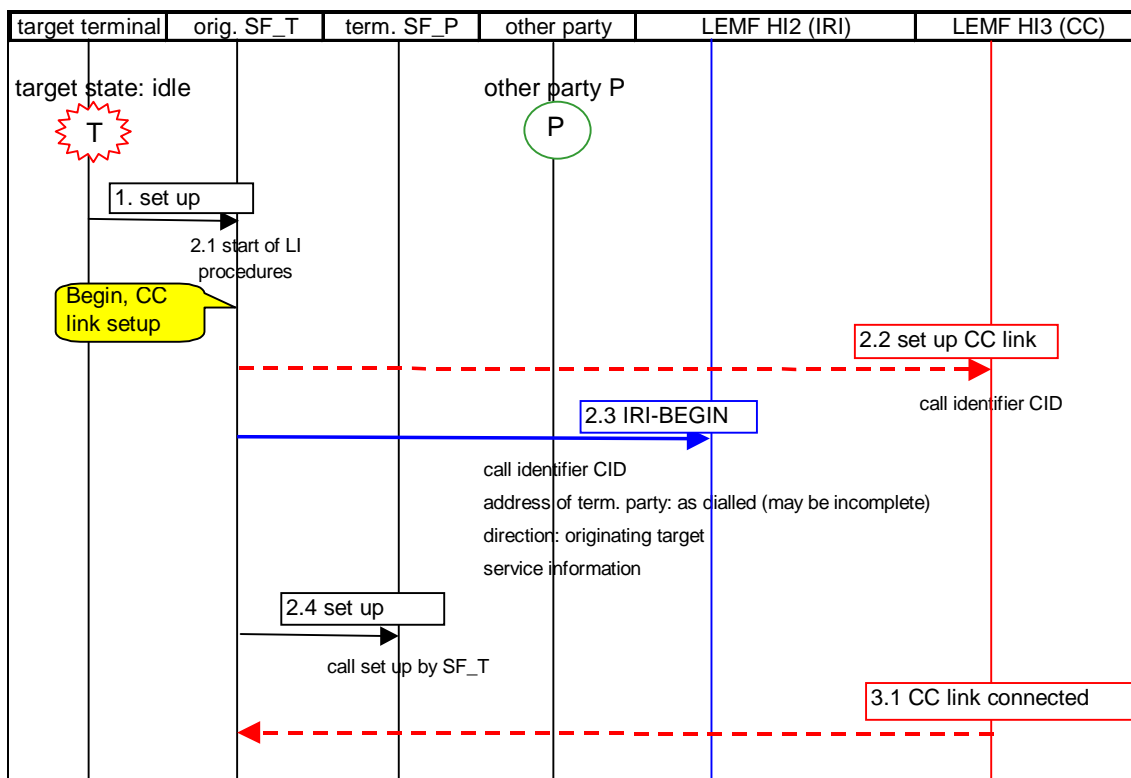 target terminal orig. SF_T term. SF_P other party LEMF HI2 (IRI) LEMF HI3 (CC)
target state: idle
other party P
T
P
1. set up
2.1 start of LI
procedures
Begin, CC
link setup
2.2 set up CC link
call identifier CID
2.3 IRI-BEGIN
call identifier CID
address of term. party: as dialled (may be incomplete)
direction: originating target
service information
2.4 set up
call set up by SF_T
3.1 CC link connected